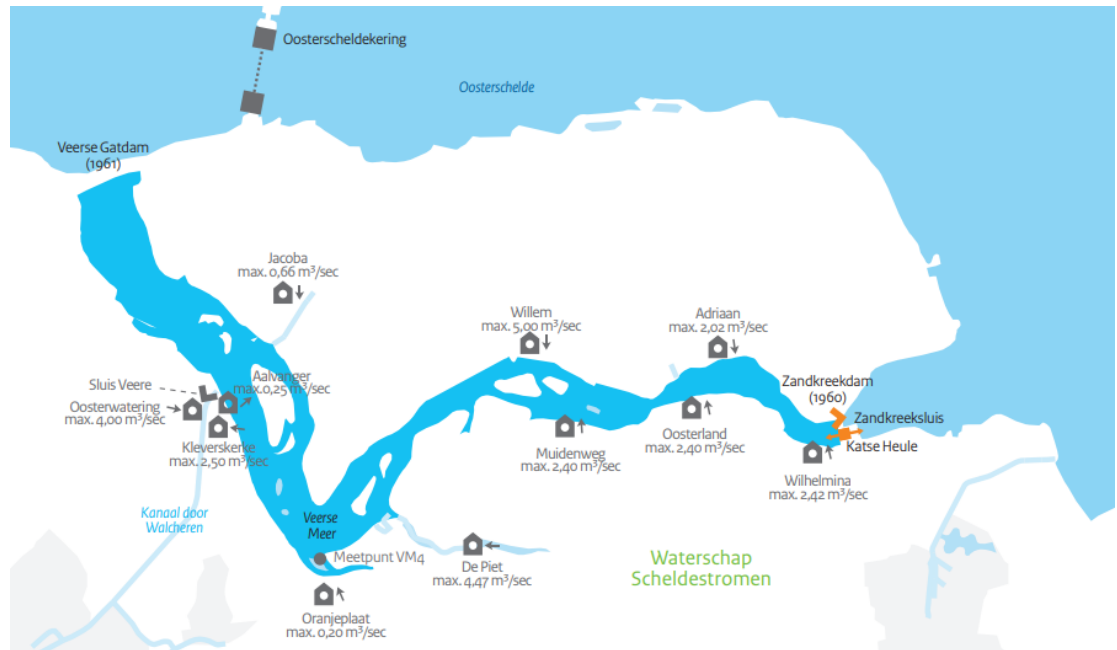 Oosterscheldekering
Oosterschelde
Veerse Gatdam
(1961)
Jacoba
max. 0,66 m³/sec
Willem
max. 5,00 m³/sec
Adriaan
max. 2,02 m³/sec
Sluis Veere
Aalvanger
max.0,25 m³/sec
Oosterwatering
max. 4,00 m³/sec
Kleverskerke
max. 2,50 m³/sec
Zandkreekdam
(1960)
Zandkreeksluis
Katse Heule
Oosterland
max. 2,40 m³/sec
Muidenweg
max. 2,40 m³/sec
Wilhelmina
max. 2,42 m³/sec
Kanaal door
Walcheren
Veerse
Meer
Meetpunt VM4
De Piet
max. 4,47 m³/sec
Waterschap
Scheldestromen
Oranjeplaat
max. 0,20 m³/sec